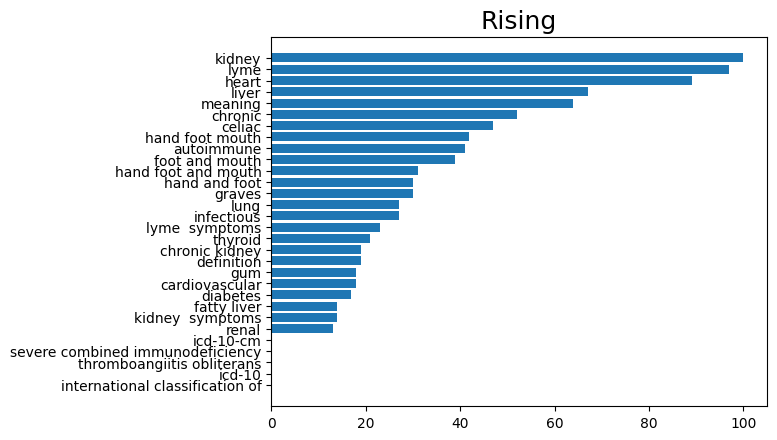 Rising
kidney
lyme
heart
liver
meaning
chronic
celiac
hand foot mouth
autoimmune
foot and mouth
hand foot and mouth
hand and foot
graves
lung
infectious
lyme  symptoms
thyroid
chronic kidney
definition
gum
cardiovascular
diabetes
fatty liver
kidney  symptoms
renal
icd-10-cm
severe combined immunodeficiency
thromboangiitis obliterans
icd-10
international classification of
0 20 40 60 80 100